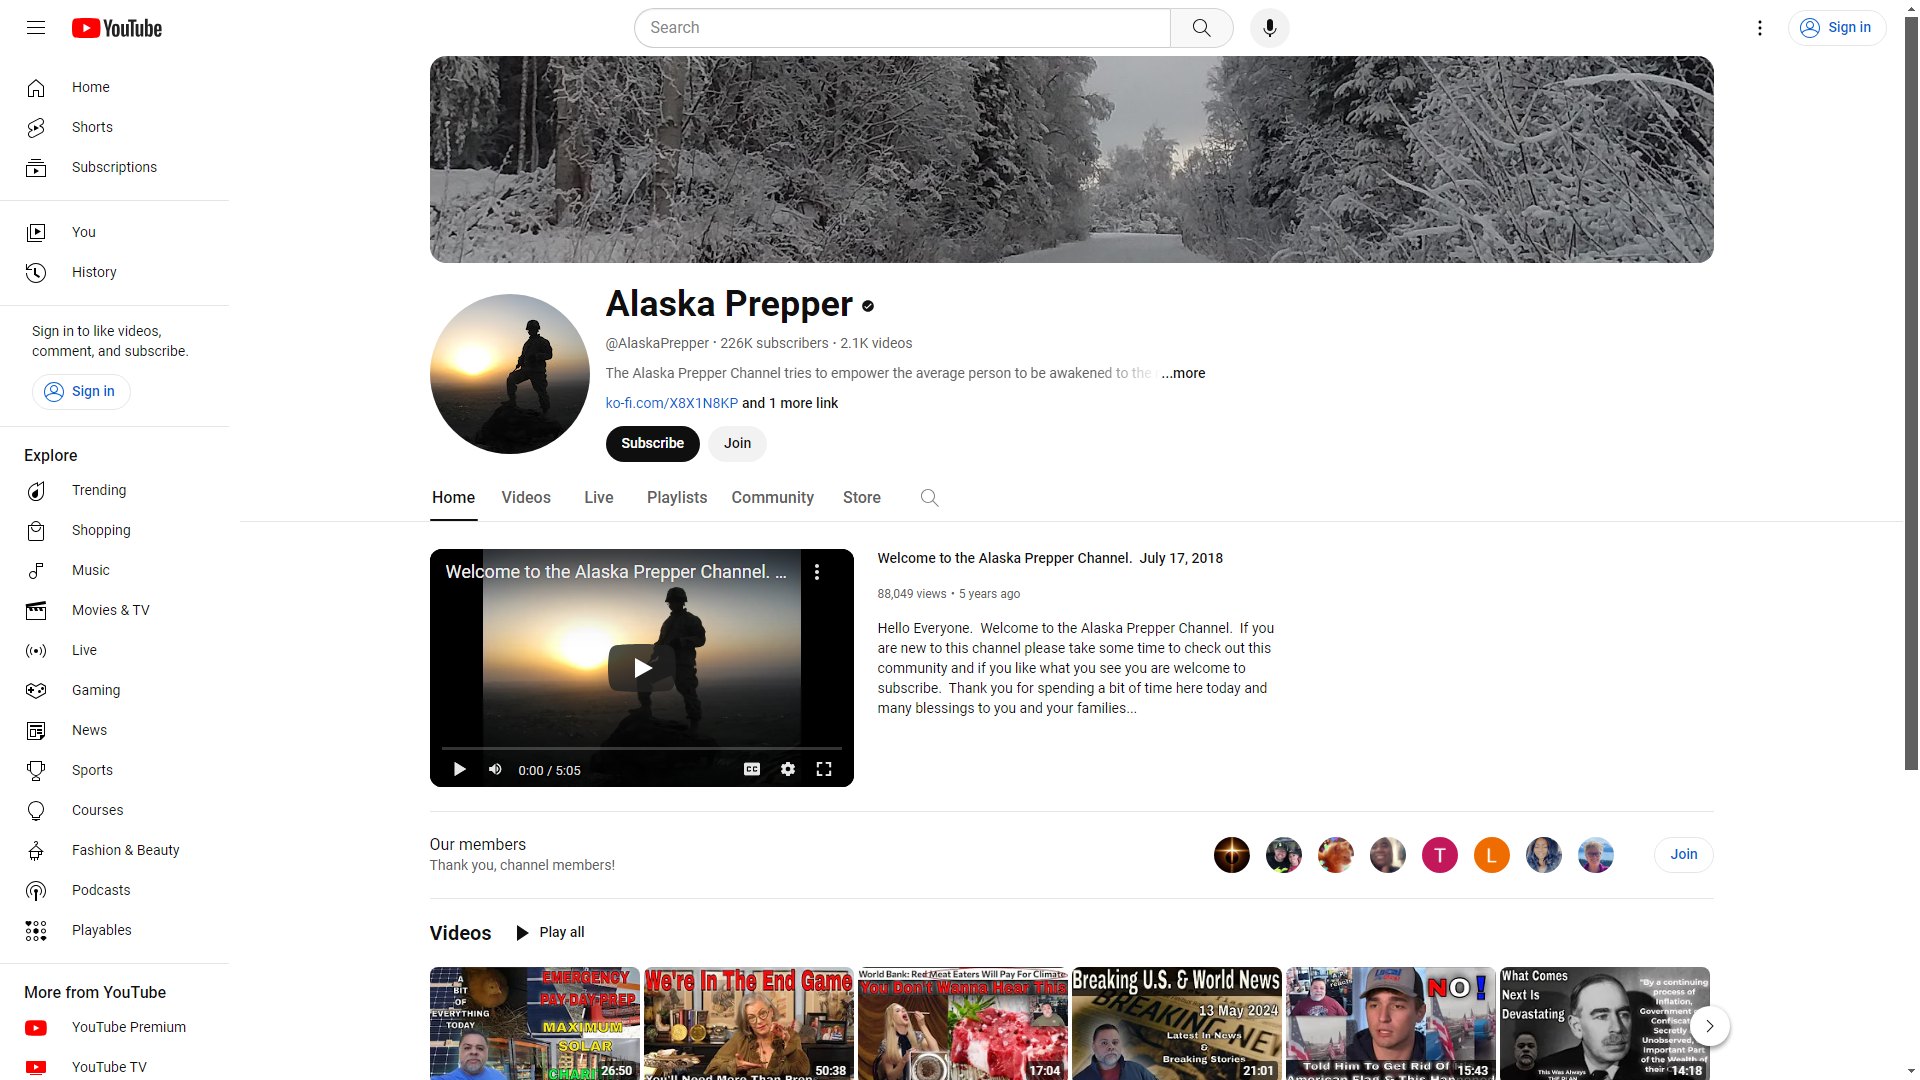 YouTube
Search
Sign in
Home
Shorts
Subscriptions
You
History
Sign in to like videos,
comment, and subscribe.
Sign in
Explore
Trending
Shopping
Music
Movies & TV
Live
Gaming
News
Sports
Courses
Fashion & Beauty
Podcasts
Playables
More from YouTube
YouTube Premium
YouTube TV
Alaska Prepper
@AlaskaPrepper • 226K subscribers • 2.1K videos
The Alaska Prepper Channel tries to empower the average person to be awakened to the ...more
ko-fi.com/X8X1N8KP and 1 more link
Subscribe
Join
Home
Videos
Live
Playlists
Community
Store
Welcome to the Alaska Prepper Channel. ...
0:00 / 5:05
CC
Welcome to the Alaska Prepper Channel. July 17, 2018
88,049 views • 5 years ago
Hello Everyone. Welcome to the Alaska Prepper Channel. If you
are new to this channel please take some time to check out this
community and if you like what you see you are welcome to
subscribe. Thank you for spending a bit of time here today and
many blessings to you and your families...
Our members
Thank you, channel members!
T
L
Join
Videos
Play all
A
BIT
OF
EVERYTHING
TODAY
EMERGENCY
PAY-DAY-PREP
MAXIMUM
SOLAR
26:50
We're In The End Game
You'll Need More Than Prep
50:38
World Bank: Red Meat Eaters Will Pay For Climate
You Don't Wanna Hear This
17:04
Breaking U.S. & World News
13 May 2024
Latest In News
&
Breaking Stories
21:01
NO!
Told Him To Get Rid Of
American Flag & This
15:43
What Comes
Next Is
Devastating
"By a continuing
process of
Inflation,
Government
Confiscat
Secretly
Unobserved,
Important Part
of the Wealth of
their
This Was Always
THE PLAN
14:18